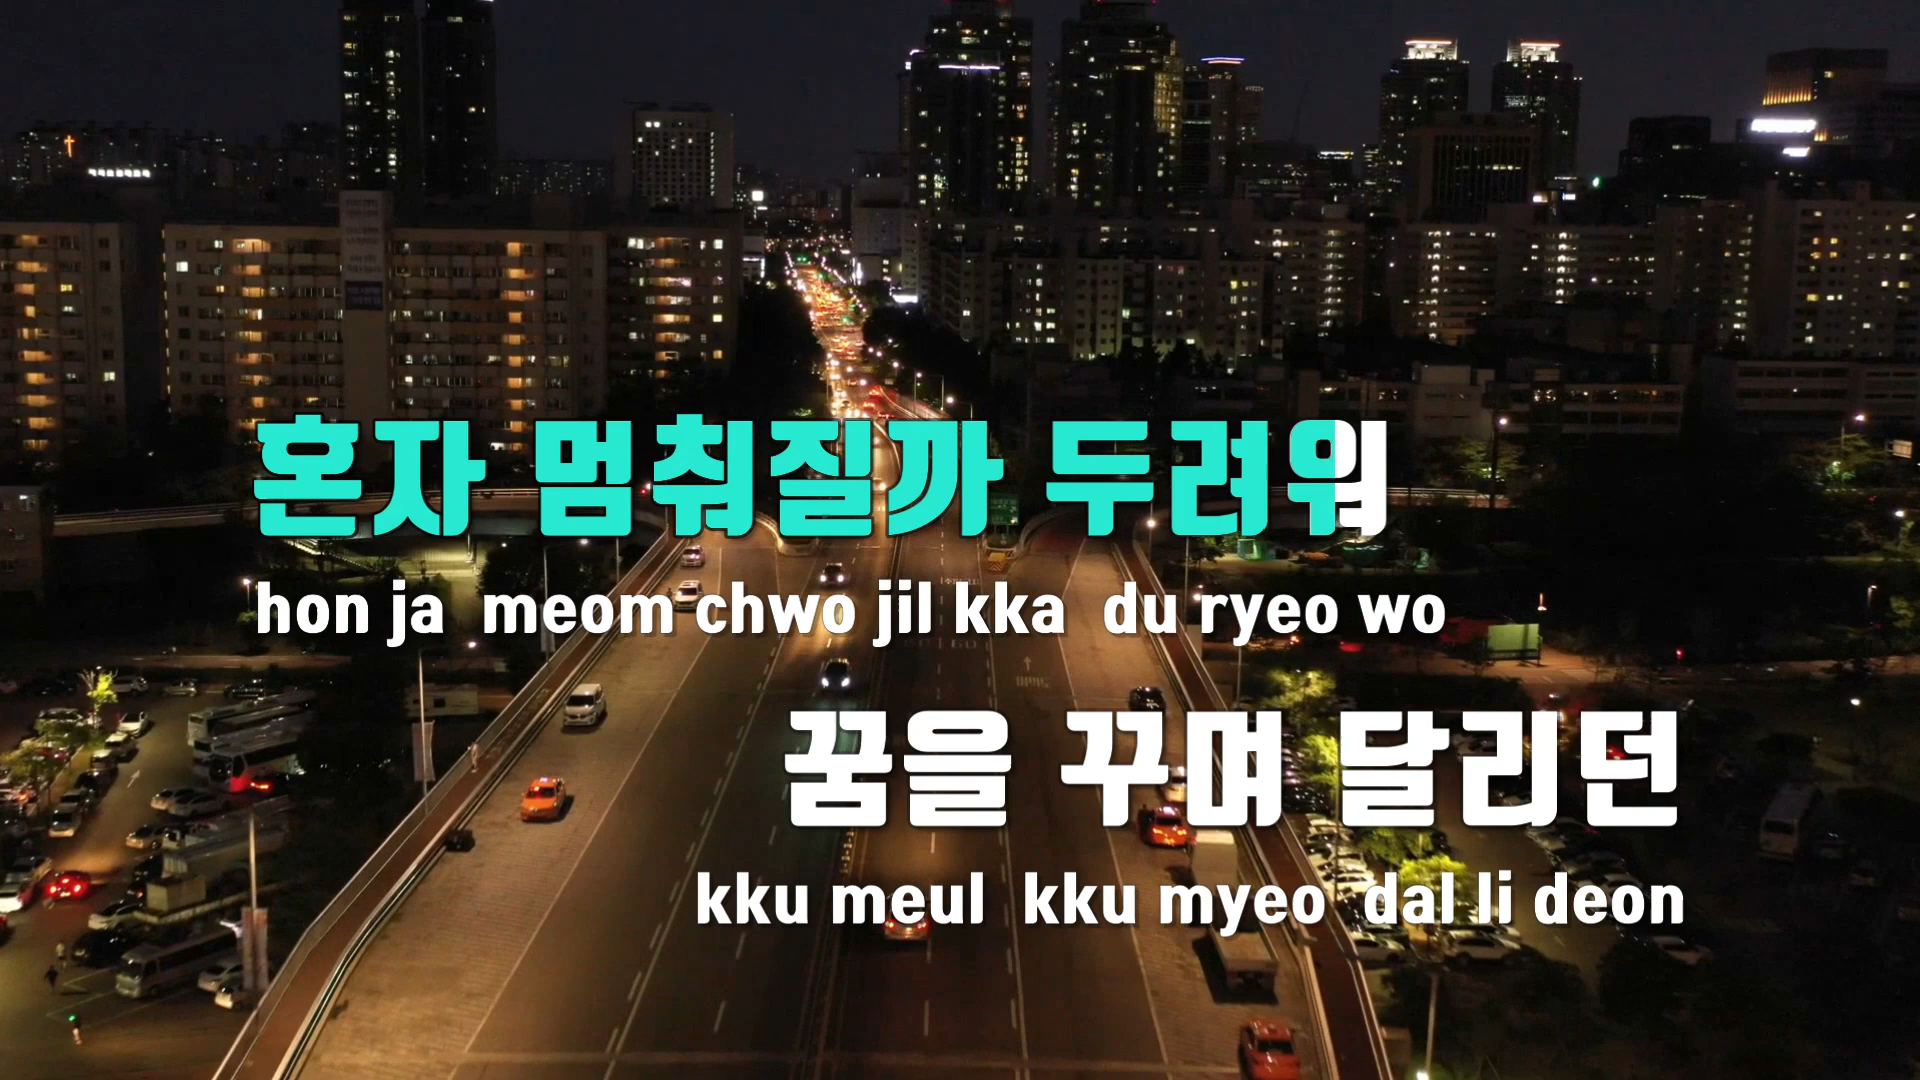 혼자 멈춰질까 두려워
hon ja meom chwo jil kka du ryeo wo
꿈을 꾸며 달리던
kku meul kku myeo dal li deon